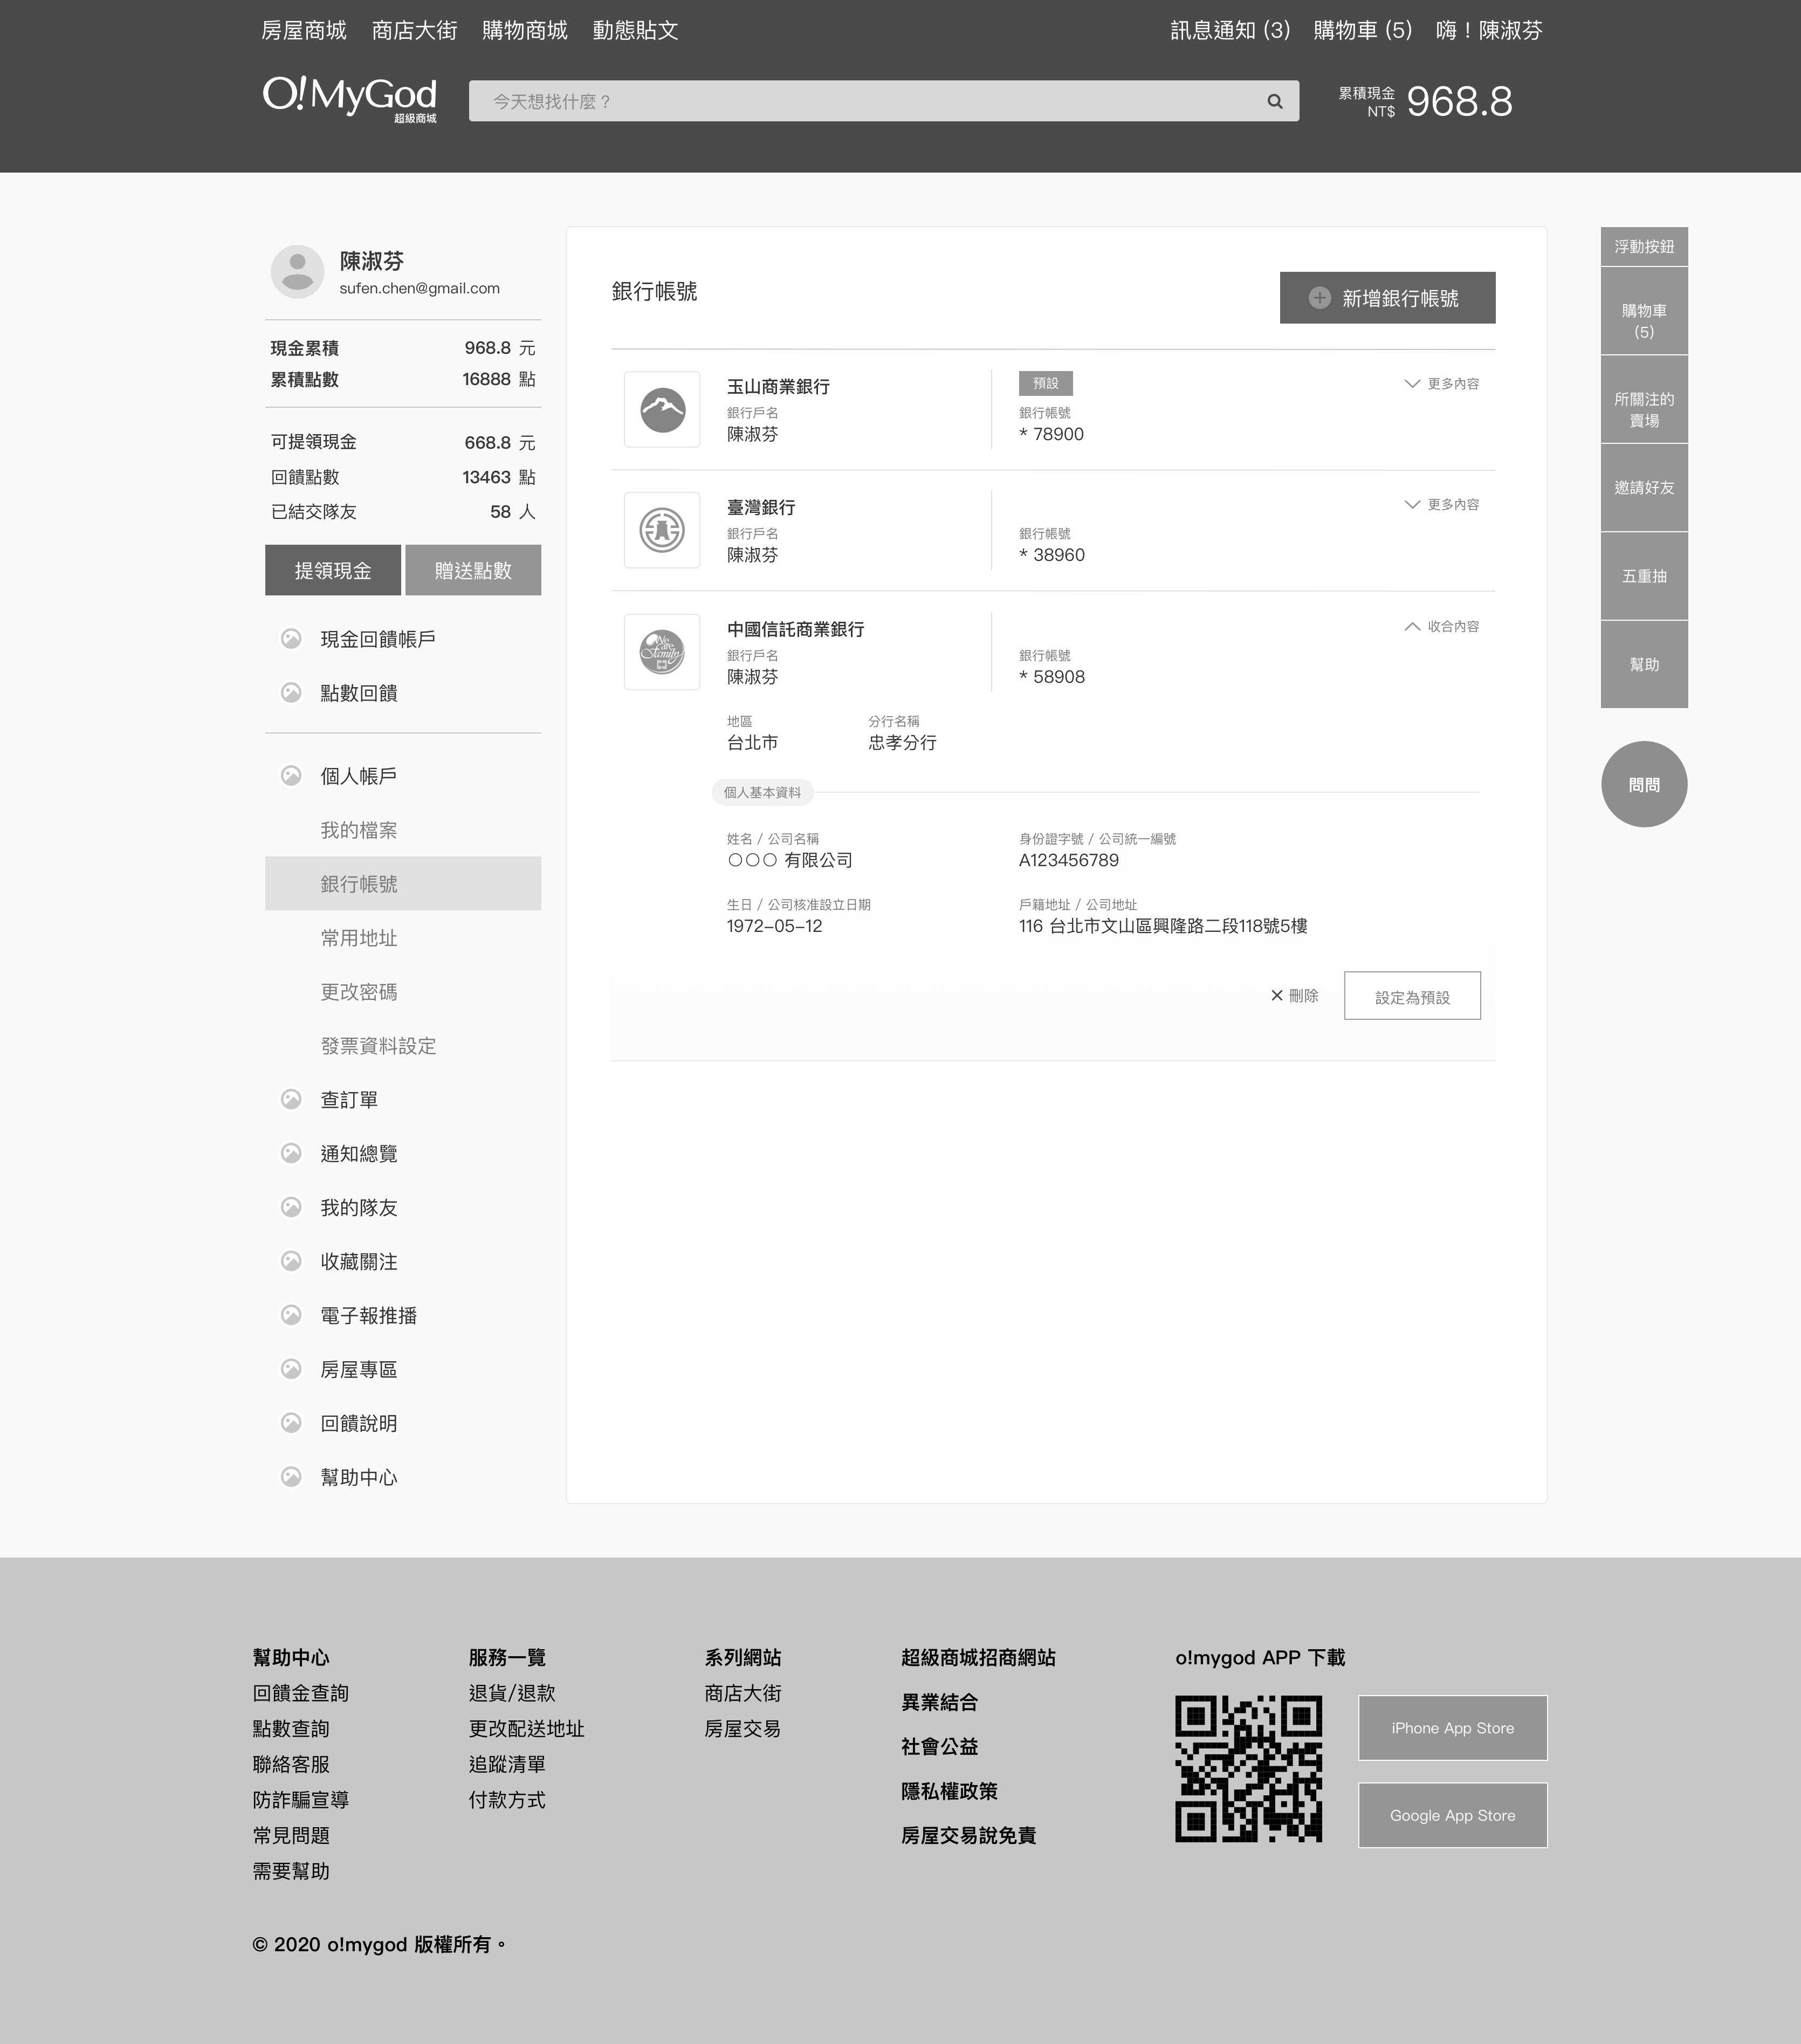 房屋商城 商店大街 購物商城 動態貼文 訊息通知 (3) 購物車 (5) 嗨！陳淑芬
O!MyGod
超級商城
今天想找什麼？
累積現金
NT$
968.8
陳淑芬
sufen.chen@gmail.com
現金累積 968.8 元
累積點數 16888 點
可提領現金 668.8 元
回饋點數 13463 點
已結交隊友 58 人
提領現金 贈送點數
現金回饋帳戶
點數回饋
個人帳戶
我的檔案
銀行帳號
常用地址
更改密碼
發票資料設定
查訂單
通知總覽
我的隊友
收藏關注
電子報推播
房屋專區
回饋說明
幫助中心
銀行帳號
新增銀行帳號
玉山商業銀行
銀行戶名
陳淑芬
預設
銀行帳號
* 78900
更多內容
臺灣銀行
銀行戶名
陳淑芬
銀行帳號
* 38960
更多內容
We are Family
中國信託商業銀行
銀行戶名
陳淑芬
銀行帳號
* 58908
收合內容
地區
台北市
分行名稱
忠孝分行
個人基本資料
姓名 / 公司名稱
〇〇〇 有限公司
身份證字號 / 公司統一編號
A123456789
生日 / 公司核准設立日期
1972-05-12
戶籍地址 / 公司地址
116 台北市文山區興隆路二段118號5樓
刪除
設定為預設
浮動按鈕
購物車
(5)
所關注的
賣場
邀請好友
五重抽
幫助
問問
幫助中心
回饋金查詢
點數查詢
聯絡客服
防詐騙宣導
常見問題
需要幫助
服務一覽
退貨/退款
更改配送地址
追蹤清單
付款方式
系列網站
商店大街
房屋交易
超級商城招商網站
異業結合
社會公益
隱私權政策
房屋交易說免責
o!mygod APP 下載
iPhone App Store
Google App Store
© 2020 o!mygod 版權所有。